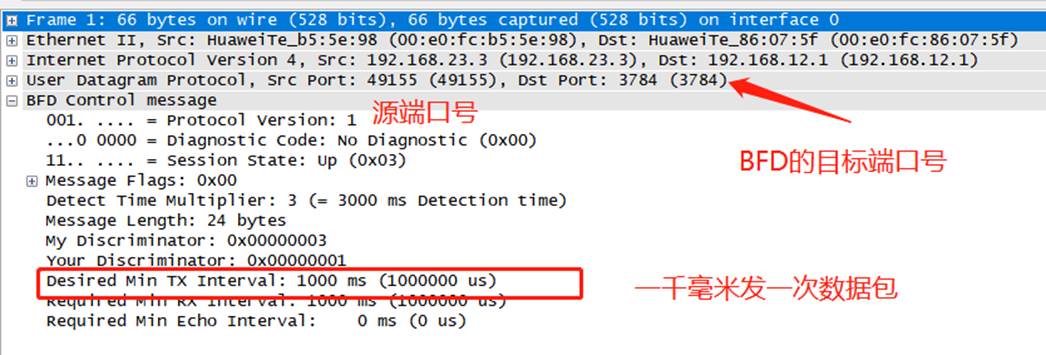 Frame 1: 66 bytes on wire (528 bits), 66 bytes captured (528 bits) on interface 0
Ethernet II, Src: HuaweiTe_b5:5e:98 (00:e0:fc:b5:5e:98), Dst: HuaweiTe_86:07:5f (00:e0:fc:86:07:5f)
Internet Protocol Version 4, Src: 192.168.23.3 (192.168.23.3), Dst: 192.168.12.1 (192.168.12.1)
User Datagram Protocol, Src Port: 49155 (49155), Dst Port: 3784 (3784)
BFD Control message
001. .... = Protocol Version: 1
源端口号
...0 0000 = Diagnostic Code: No Diagnostic (0x00)
11.. .... = Session State: Up (0x03)
BFD的目标端口号
Message Flags: 0x00
Detect Time Multiplier: 3 (= 3000 ms Detection time)
Message Length: 24 bytes
My Discriminator: 0x00000003
Your Discriminator: 0x00000001
Desired Min TX Interval: 1000 ms (1000000 us)
一千毫米发一次数据包
Required Min RX Interval: 1000 ms (1000000 us)
Required Min Echo Interval:    0 ms (0 us)